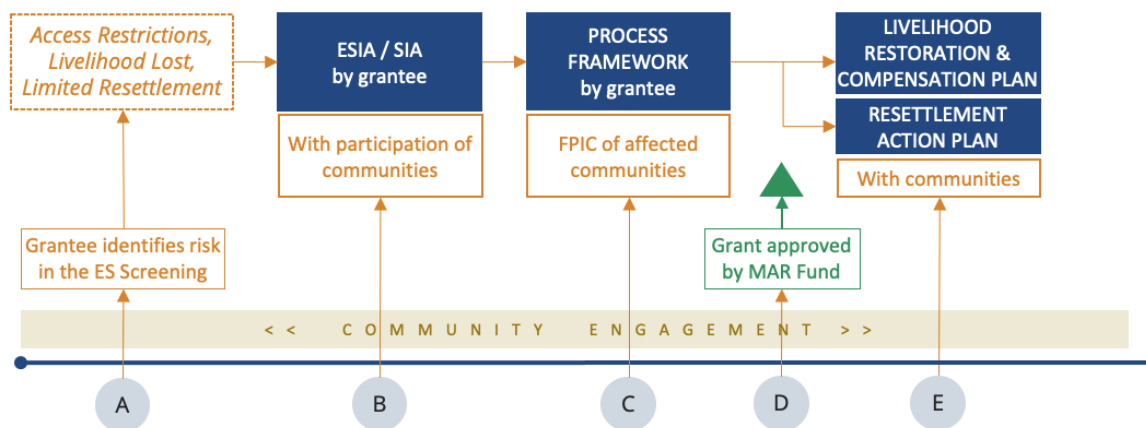 Access Restrictions,
Livelihood Lost,
Limited Resettlement
ESIA / SIA
by grantee
With participation of
communities
PROCESS
FRAMEWORK
by grantee
FPIC of affected
communities
LIVELIHOOD
RESTORATION &
COMPENSATION PLAN
RESETTLEMENT
ACTION PLAN
With communities
Grantee identifies risk
in the ES Screening
Grant approved
by MAR Fund
<< COMMUNITY ENGAGEMENT >>
A
B
C
D
E